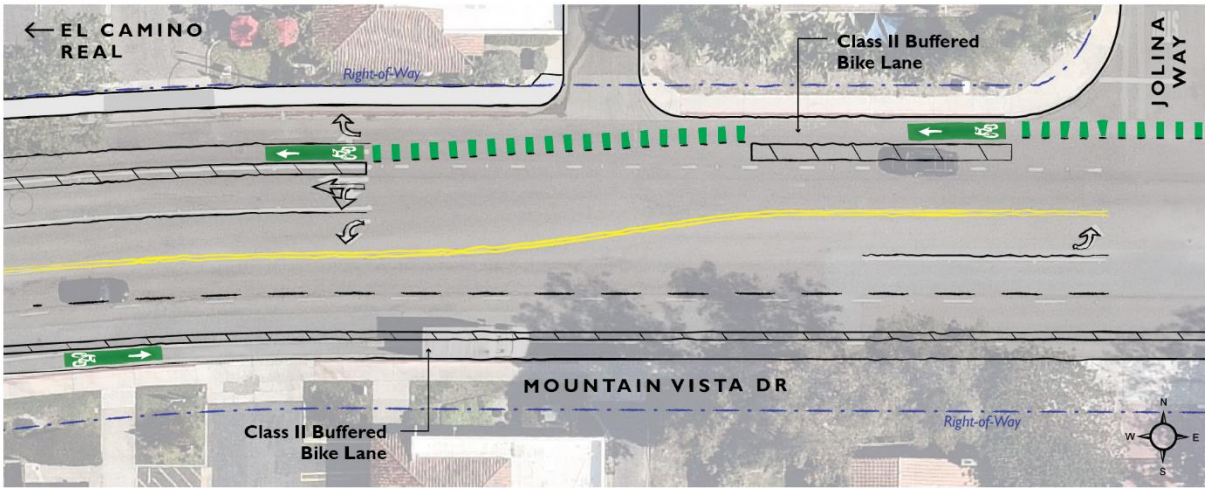 ← EL CAMINO
REAL
Right-of-Way
Class II Buffered
Bike Lane
JOLINA
WAY
MOUNTAIN VISTA DR
Class II Buffered
Bike Lane
Right-of-Way
N
W
E
S